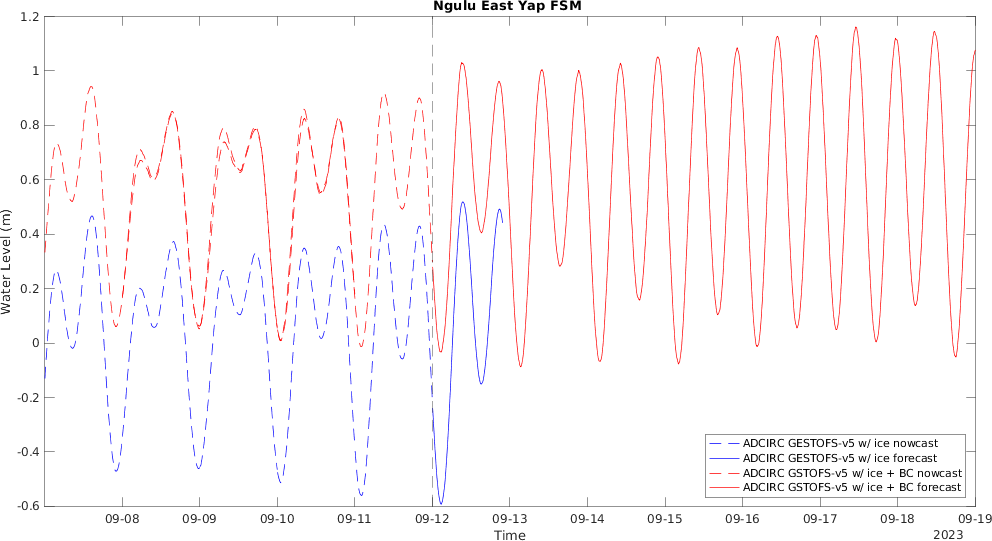 Ngulu East Yap FSM
1.2
1
0.8
0.6
0.4
0.2
0
-0.2
-0.4
-0.6
Water Level (m)
ADCIRC GESTOFS-v5 w/ ice nowcast
ADCIRC GESTOFS-v5 w/ ice forecast
ADCIRC GSTOFS-v5 w/ ice + BC nowcast
ADCIRC GSTOFS-v5 w/ ice + BC forecast
09-08 09-09 09-10 09-11 09-12 09-13 09-14 09-15 09-16 09-17 09-18 09-19
Time
2023